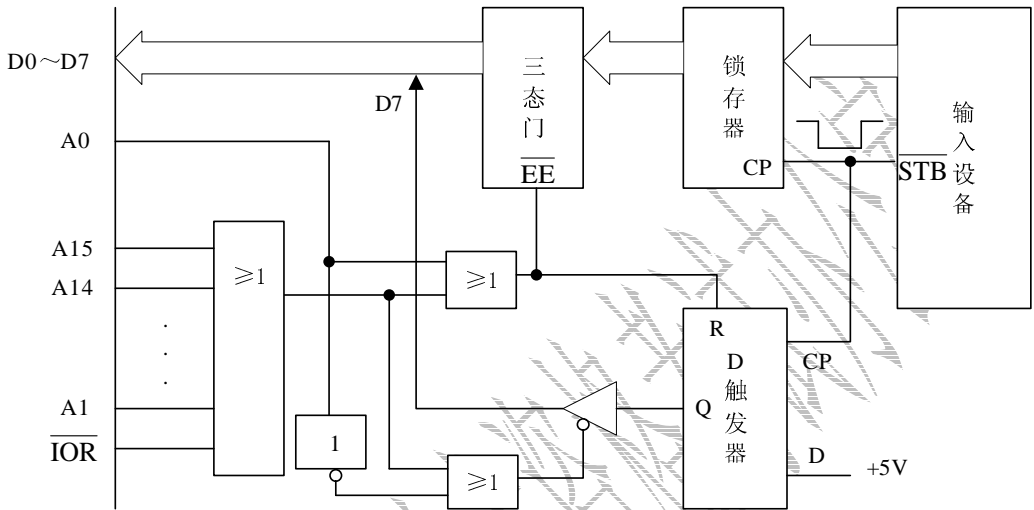 D0～D7
A0
A15
A14
.
.
.
A1
IOR
≥1
1
≥1
≥1
D7
三态门
EE
锁存器
CP
输入设备
STB
R
D
触发器
Q
CP
D
+5V